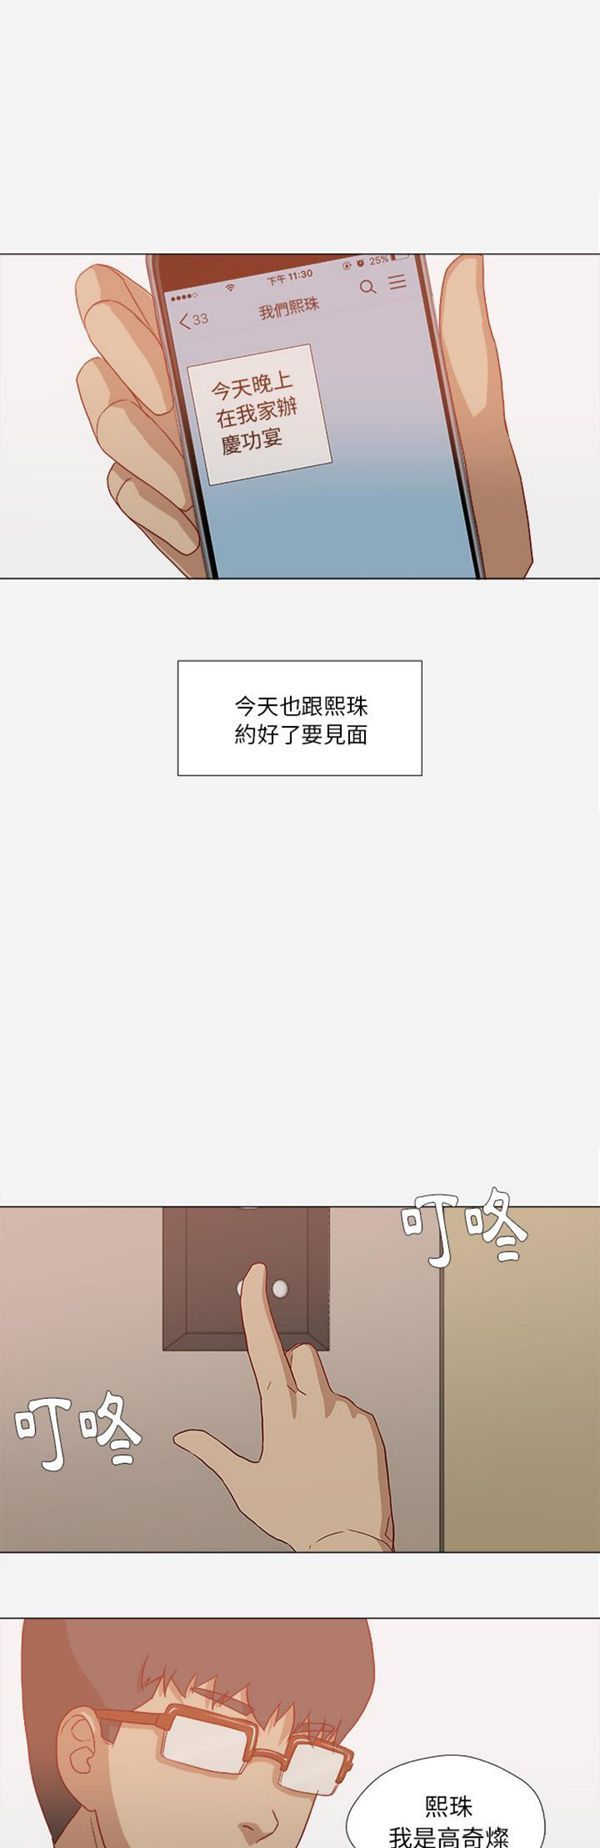 下午 11:30
25%
33
我們熙珠
今天晚上
在我家辦
慶功宴
今天也跟熙珠
約好了要見面
叮咚
叮咚
熙珠
我是高奇燦